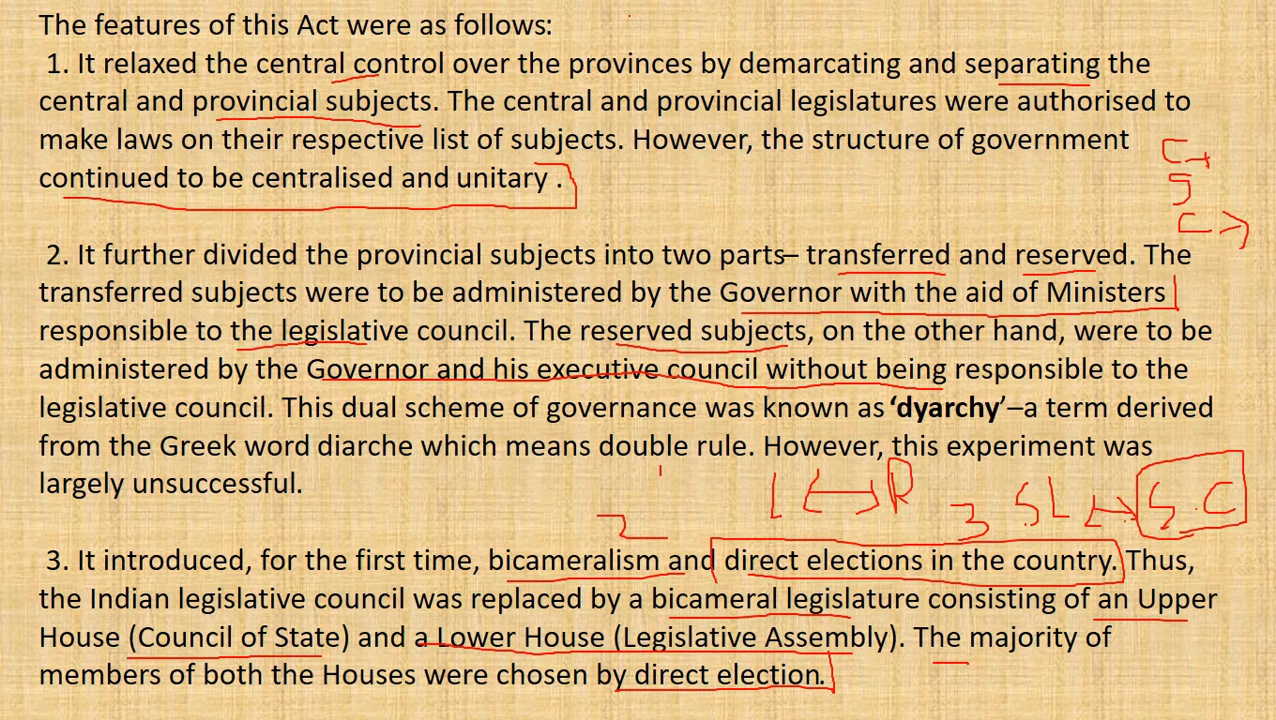 The features of this Act were as follows:
1. It relaxed the central control over the provinces by demarcating and separating the
central and provincial subjects. The central and provincial legislatures were authorised to
make laws on their respective list of subjects. However, the structure of government
continued to be centralised and unitary .
2. It further divided the provincial subjects into two parts– transferred and reserved. The
transferred subjects were to be administered by the Governor with the aid of Ministers
responsible to the legislative council. The reserved subjects, on the other hand, were to be
administered by the Governor and his executive council without being responsible to the
legislative council. This dual scheme of governance was known as ‘dyarchy’–a term derived
from the Greek word diarche which means double rule. However, this experiment was
largely unsuccessful.
3 SL S.C
3. It introduced, for the first time, bicameralism and direct elections in the country. Thus,
the Indian legislative council was replaced by a bicameral legislature consisting of an Upper
House (Council of State) and a Lower House (Legislative Assembly). The majority of
members of both the Houses were chosen by direct election.